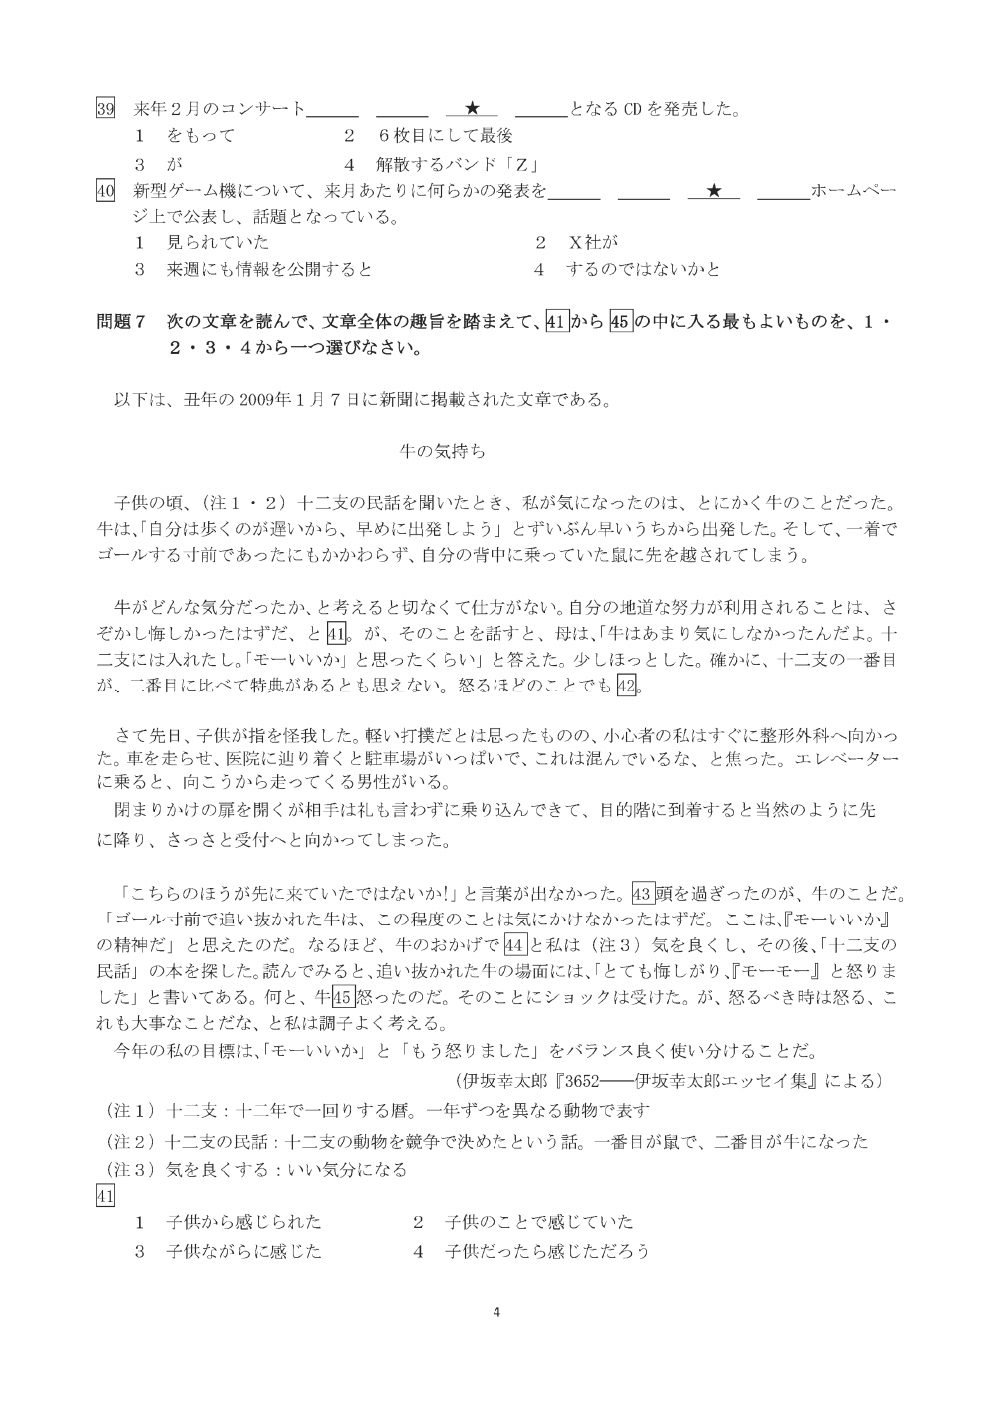 39 来年２月のコンサート＿＿＿ ＿＿＿ ＿★＿ ＿＿＿となる CD を発売した。
1 をもって 2 ６枚目にして最後
3 が 4 解散するバンド「Z」
40 新型ゲーム機について、来月あたりに何らかの発表を＿＿＿ ＿＿＿ ＿★＿ ＿＿＿ホームペー
ジ上で公表し、話題となっている。
1 見られていた 2 X社が
3 来週にも情報を公開すると 4 するのではないかと
問題７ 次の文章を読んで、文章全体の趣旨を踏まえて、41から 45の中に入る最もよいものを、１・
２・３・４から一つ選びなさい。
以下は、丑年の 2009年１月７日に新聞に掲載された文章である。
牛の気持ち
子供の頃、（注１・２）十二支の民話を聞いたとき、私が気になったのは、とにかく牛のことだった。
牛は、「自分は歩くのが遅いから、早めに出発しよう」とずいぶん早いうちから出発した。そして、一着で
ゴールする寸前であったにもかかわらず、自分の背中に乗っていた鼠に先を越されてしまう。
牛がどんな気分だったか、と考えると切なくて仕方がない。自分の地道な努力が利用されることは、さ
ぞかし悔しかったはずだ、と 41。が、そのことを話すと、母は、「牛はあまり気にしなかったんだよ。十
二支には入れたし。「モーいいか」と思ったくらい」と答えた。少しほっとした。確かに、十二支の一番目
が、二番目に比べて特典があるとも思えない。怒るほどのことでも 42。
さて先日、子供が指を怪我した。軽い打撲だとは思ったものの、小心者の私はすぐに整形外科へ向かっ
た。車を走らせ、医院に辿り着くと駐車場がいっぱいで、これは混んでいるな、と焦った。エレベーター
に乗ると、向こうから走ってくる男性がいる。
閉まりかけの扉を開くが相手は礼も言わずに乗り込んできて、目的階に到着すると当然のように先
に降り、さっさと受付へと向かってしまった。
「こちらのほうが先に来ていたではないか!」と言葉が出なかった。43頭を過ぎったのが、牛のことだ。
「ゴール寸前で追い抜かれた牛は、この程度のことは気にかけなかったはずだ。ここは、『モーいいか』
の精神だ」と思えたのだ。なるほど、牛のおかげで 44と私は（注３）気を良くし、その後、「十二支の
民話」の本を探した。読んでみると、追い抜かれた牛の場面には、「とても悔しがり、『モーモー』と怒りま
した」と書いてある。何と、牛45怒ったのだ。そのことにショックは受けた。が、怒るべき時は怒る、こ
れも大事なことだな、と私は調子よく考える。
今年の私の目標は、「モーいいか」と「もう怒りました」をバランス良く使い分けることだ。
（伊坂幸太郎『3652――伊坂幸太郎エッセイ集』による）
（注１）十二支：十二年で一回りする暦。一年ずつを異なる動物で表す
（注２）十二支の民話：十二支の動物を競争で決めたという話。一番目が鼠で、二番目が牛になった
（注３）気を良くする：いい気分になる
41
1 子供から感じられた 2 子供のことで感じていた
3 子供ながらに感じた 4 子供だったら感じただろう
4